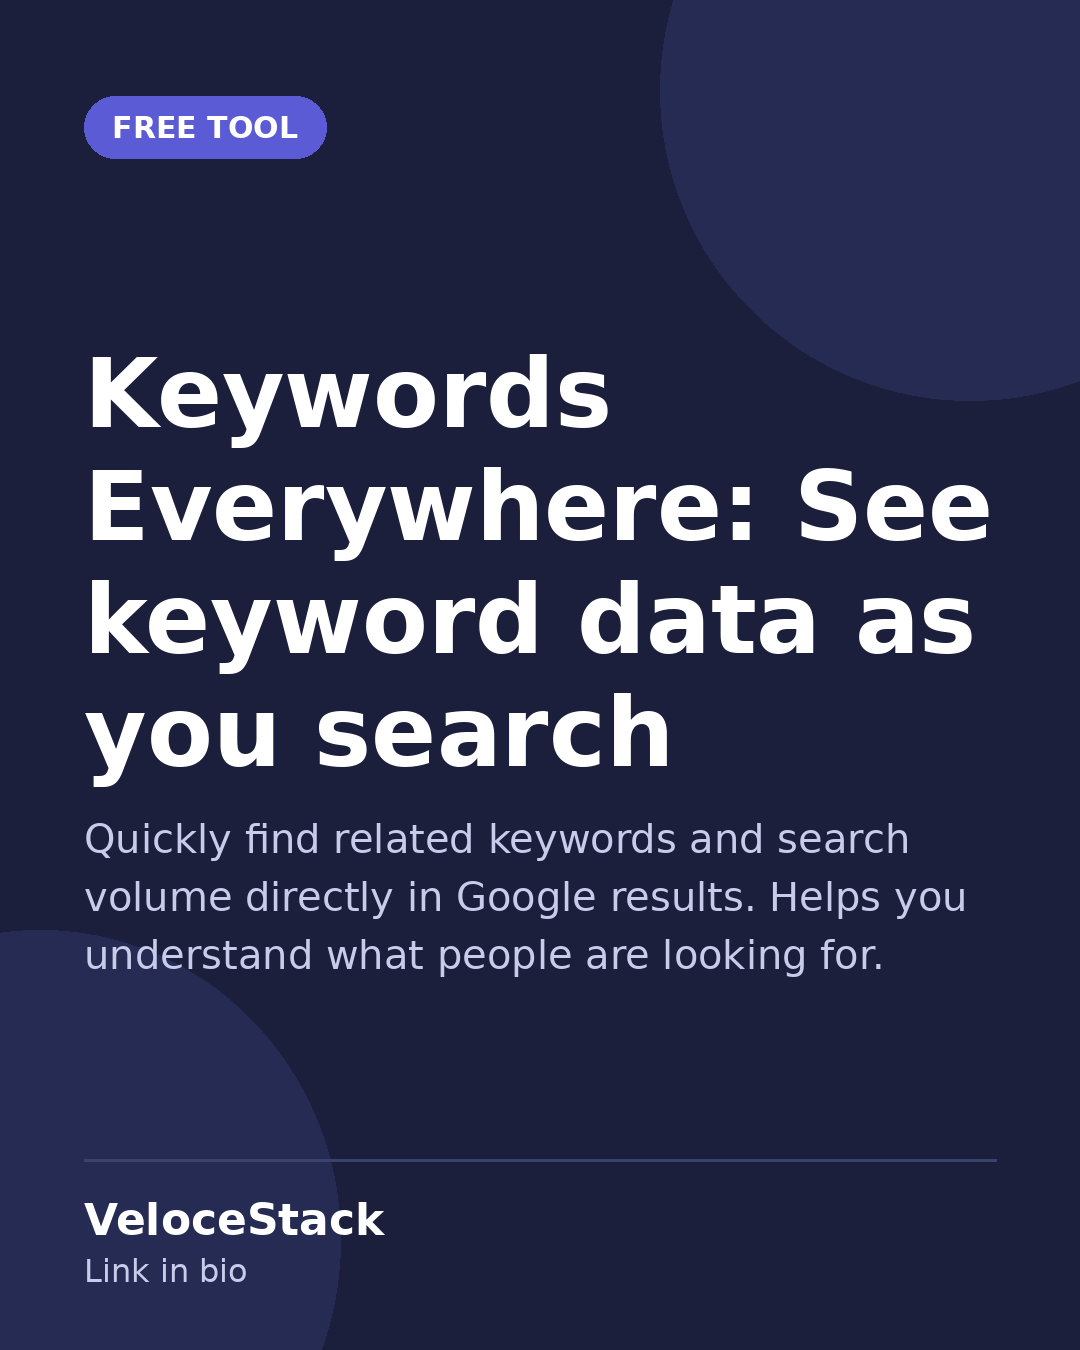 FREE TOOL
Keywords
Everywhere: See
keyword data as
you search
Quickly find related keywords and search
volume directly in Google results. Helps you
understand what people are looking for.
VeloceStack
Link in bio